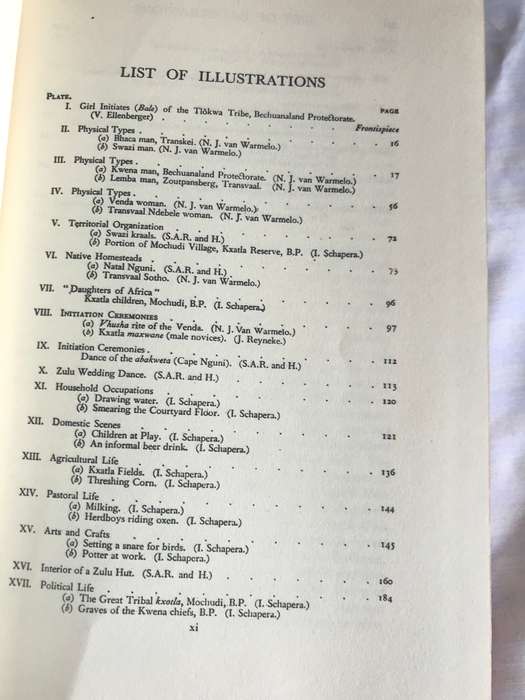 LIST OF ILLUSTRATIONS
PLATE. PAGE
I. Girl Initiates (Bale) of the Tlôkwa Tribe, Bechuanaland Protectorate.
(V. Ellenberger) . . . . . . . Frontispiece
II. Physical Types . . . . . . . . 16
(a) Bhaca man, Transkei. (N. J. van Warmelo.)
(b) Swazi man. (N. J. van Warmelo.)
III. Physical Types . . . . . . . . 17
(a) Kwena man, Bechuanaland Protectorate. (N. J. van Warmelo.)
(b) Lemba man, Zoutpansberg, Transvaal. (N. J. van Warmelo.)
IV. Physical Types . . . . . . . . 56
(a) Venda woman. (N. J. van Warmelo.)
(b) Transvaal Ndebele woman. (N. J. van Warmelo.)
V. Territorial Organization . . . . . . . 72
(a) Swazi kraals. (S.A.R. and H.)
(b) Portion of Mochudi Village, Kxatla Reserve, B.P. (I. Schapera.)
VI. Native Homesteads . . . . . . . 73
(a) Natal Nguni. (S.A.R. and H.)
(b) Transvaal Sotho. (N. J. van Warmelo.)
VII. "Daughters of Africa" . . . . . . . 96
Kxatla children, Mochudi, B.P. (I. Schapera.)
VIII. INITIATION CEREMONIES . . . . . . . 97
(a) Vhusha rite of the Venda. (N. J. Van Warmelo.)
(b) Kxatla maxwane (male novices). (J. Reyneke.)
IX. Initiation Ceremonies . . . . . . . 112
Dance of the abakweta (Cape Nguni). (S.A.R. and H.)
X. Zulu Wedding Dance. (S.A.R. and H.) . . . . . 113
XI. Household Occupations . . . . . . . 120
(a) Drawing water. (I. Schapera.)
(b) Smearing the Courtyard Floor. (I. Schapera.)
XII. Domestic Scenes . . . . . . . 121
(a) Children at Play. (I. Schapera.)
(b) An informal beer drink. (I. Schapera.)
XIII. Agricultural Life . . . . . . . 136
(a) Kxatla Fields. (I. Schapera.)
(b) Threshing Corn. (I. Schapera.)
XIV. Pastoral Life . . . . . . . 144
(a) Milking. (I. Schapera.)
(b) Herdboys riding oxen. (I. Schapera.)
XV. Arts and Crafts . . . . . . . 145
(a) Setting a snare for birds. (I. Schapera.)
(b) Potter at work. (I. Schapera.)
XVI. Interior of a Zulu Hut. (S.A.R. and H.) . . . . . 160
XVII. Political Life . . . . . . . 184
(a) The Great Tribal kxotla, Mochudi, B.P. (I. Schapera.)
(b) Graves of the Kwena chiefs, B.P. (I. Schapera.)
xi